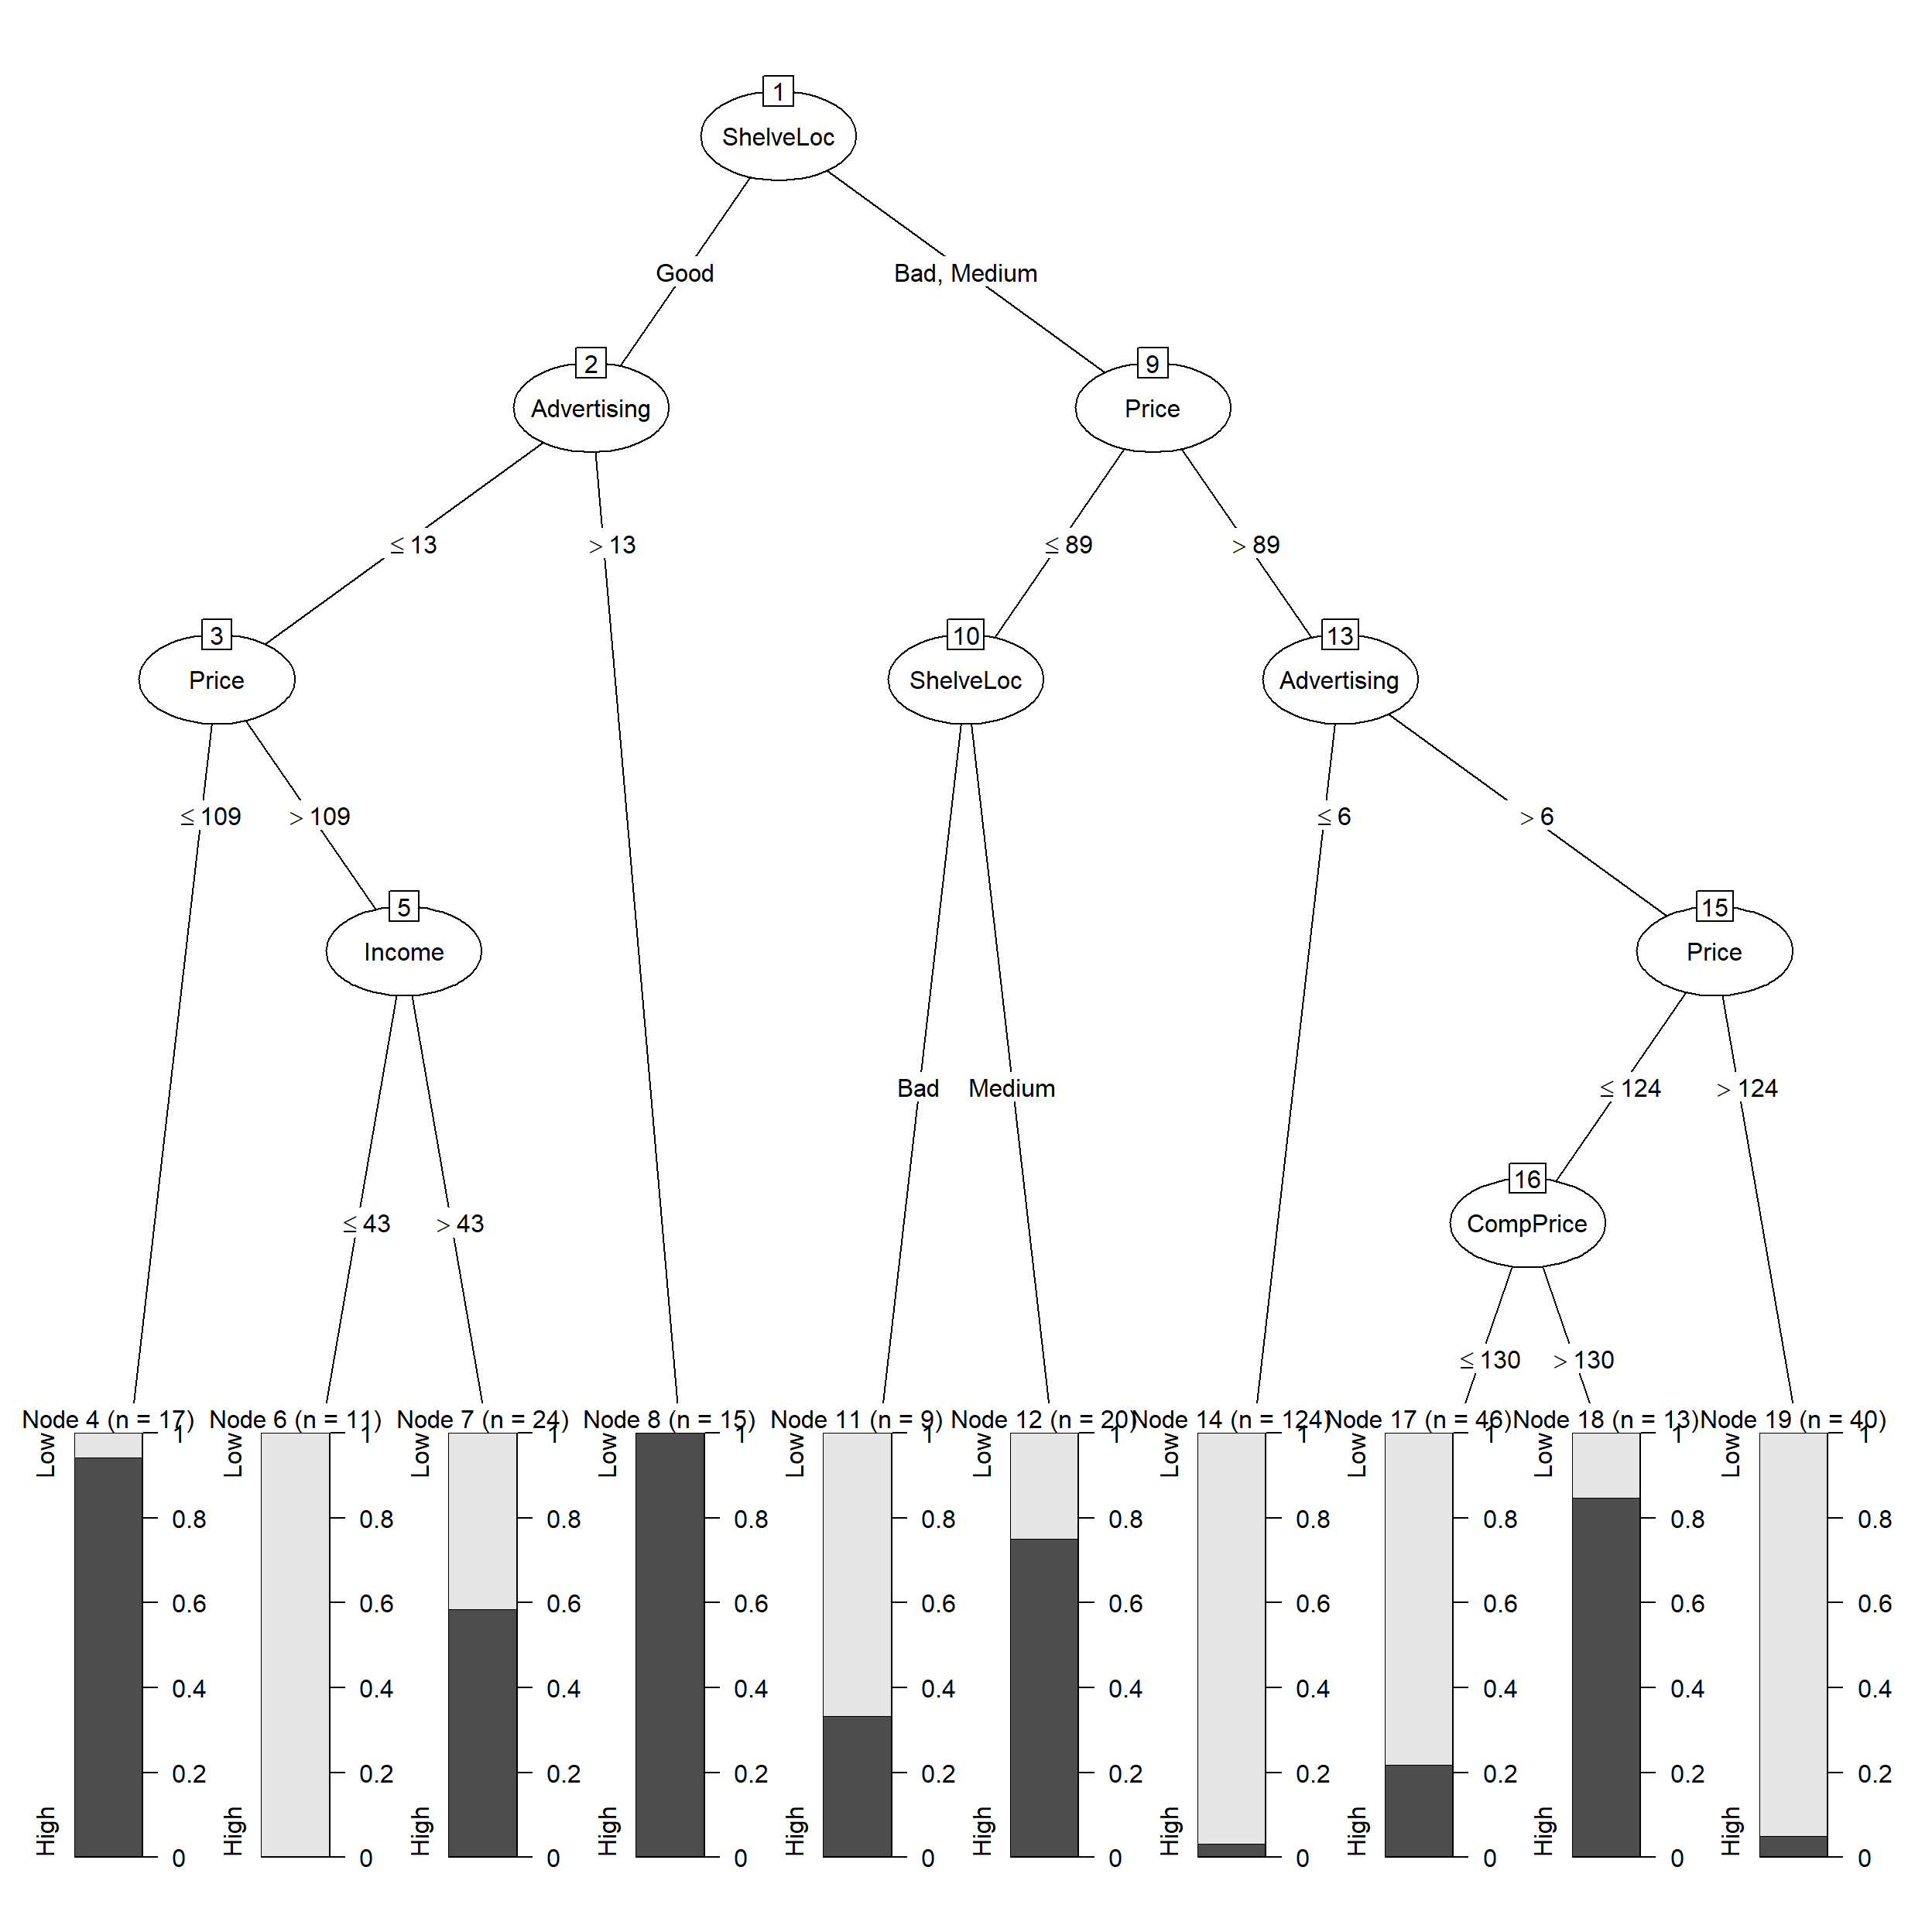 1
ShelveLoc
Good
Bad, Medium
2
Advertising
9
Price
≤ 13
> 13
≤ 89
> 89
3
Price
10
ShelveLoc
13
Advertising
≤ 109
> 109
≤ 6
> 6
5
Income
15
Price
Bad
Medium
≤ 124
> 124
16
CompPrice
≤ 43
> 43
≤ 130
> 130
Node 4 (n = 17)
Low
High
1
0.8
0.6
0.4
0.2
0
Node 6 (n = 11)
Low
High
1
0.8
0.6
0.4
0.2
0
Node 7 (n = 24)
Low
High
1
0.8
0.6
0.4
0.2
0
Node 8 (n = 15)
Low
High
1
0.8
0.6
0.4
0.2
0
Node 11 (n = 9)
Low
High
1
0.8
0.6
0.4
0.2
0
Node 12 (n = 20)
Low
High
1
0.8
0.6
0.4
0.2
0
Node 14 (n = 124)
Low
High
1
0.8
0.6
0.4
0.2
0
Node 17 (n = 46)
Low
High
1
0.8
0.6
0.4
0.2
0
Node 18 (n = 13)
Low
High
1
0.8
0.6
0.4
0.2
0
Node 19 (n = 40)
Low
High
1
0.8
0.6
0.4
0.2
0